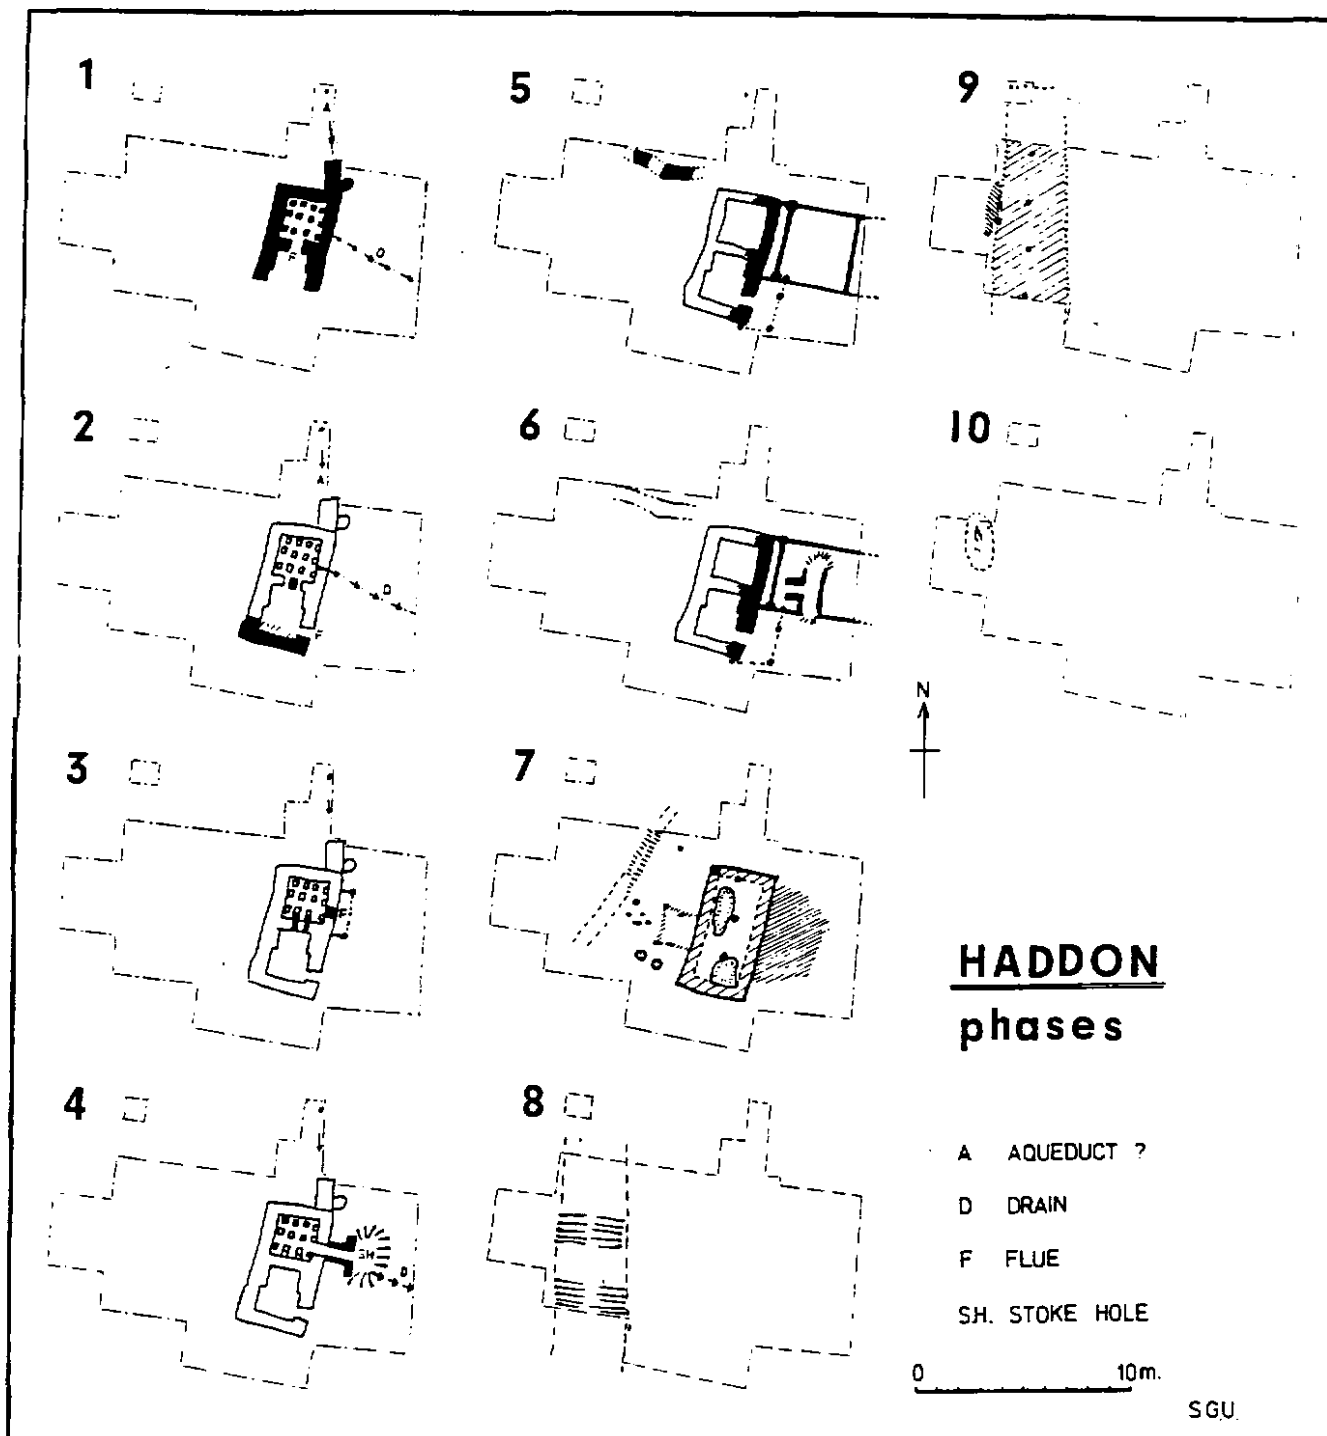 1
A
D
F
2
A
D
F
3
F
4
SH
D
5
6
7
8
9
10
N
HADDON
phases
A AQUEDUCT ?
D DRAIN
F FLUE
S.H. STOKE HOLE
0 10m.
SGU.